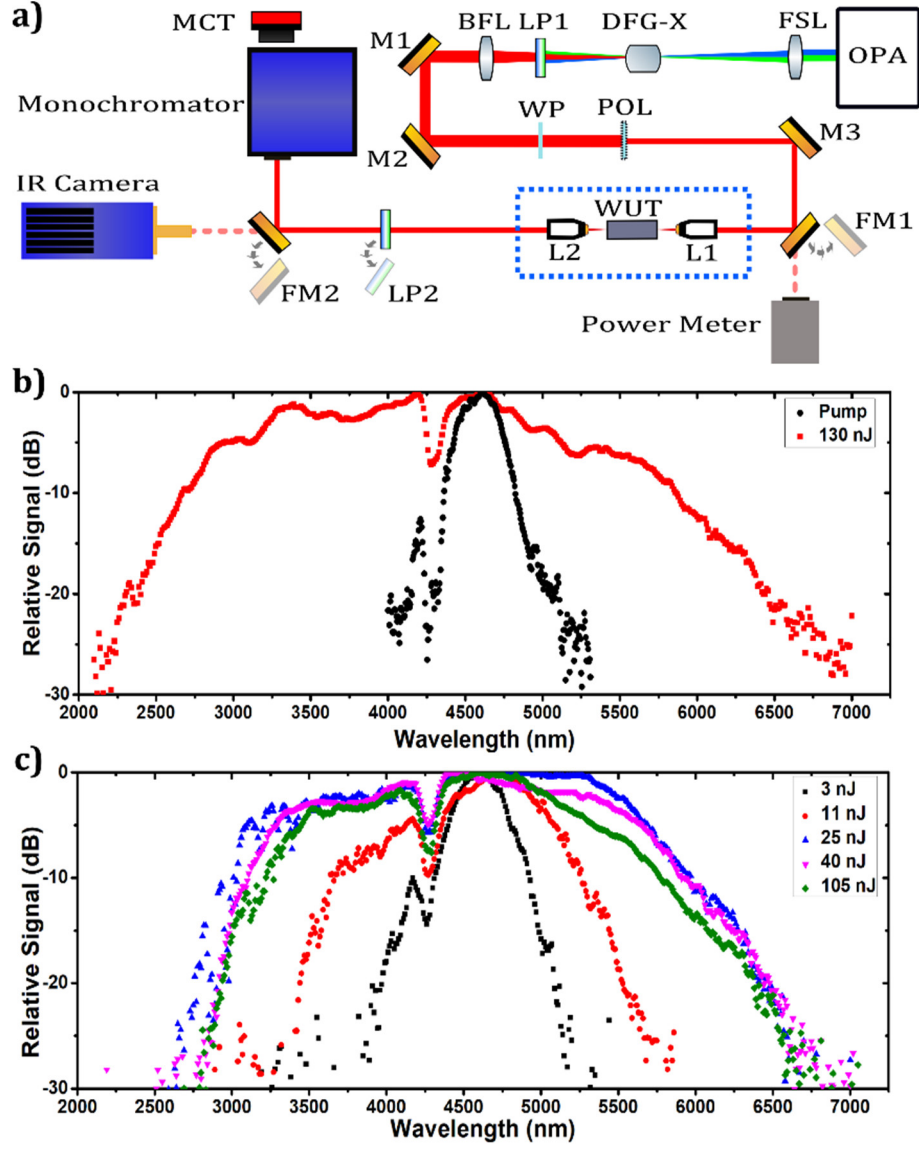 a)
MCT
M1
BFL
LP1
DFG-X
FSL
OPA
Monochromator
M2
WP
POL
M3
IR Camera
WUT
FM1
L2
L1
FM2
LP2
Power Meter
b)
Relative Signal (dB)
0
-10
-20
-30
Pump
130 nJ
2000 2500 3000 3500 4000 4500 5000 5500 6000 6500 7000
Wavelength (nm)
c)
Relative Signal (dB)
0
-10
-20
-30
3 nJ
11 nJ
25 nJ
40 nJ
105 nJ
2000 2500 3000 3500 4000 4500 5000 5500 6000 6500 7000
Wavelength (nm)